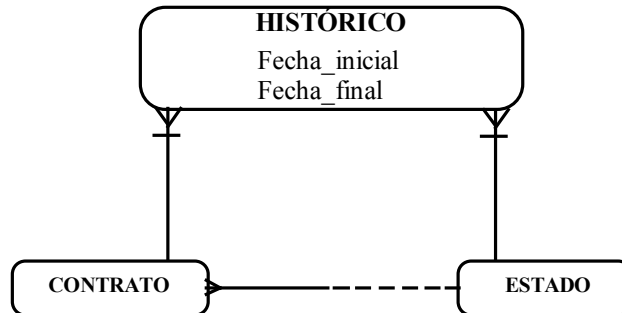 HISTÓRICO
Fecha_inicial
Fecha_final
CONTRATO
ESTADO